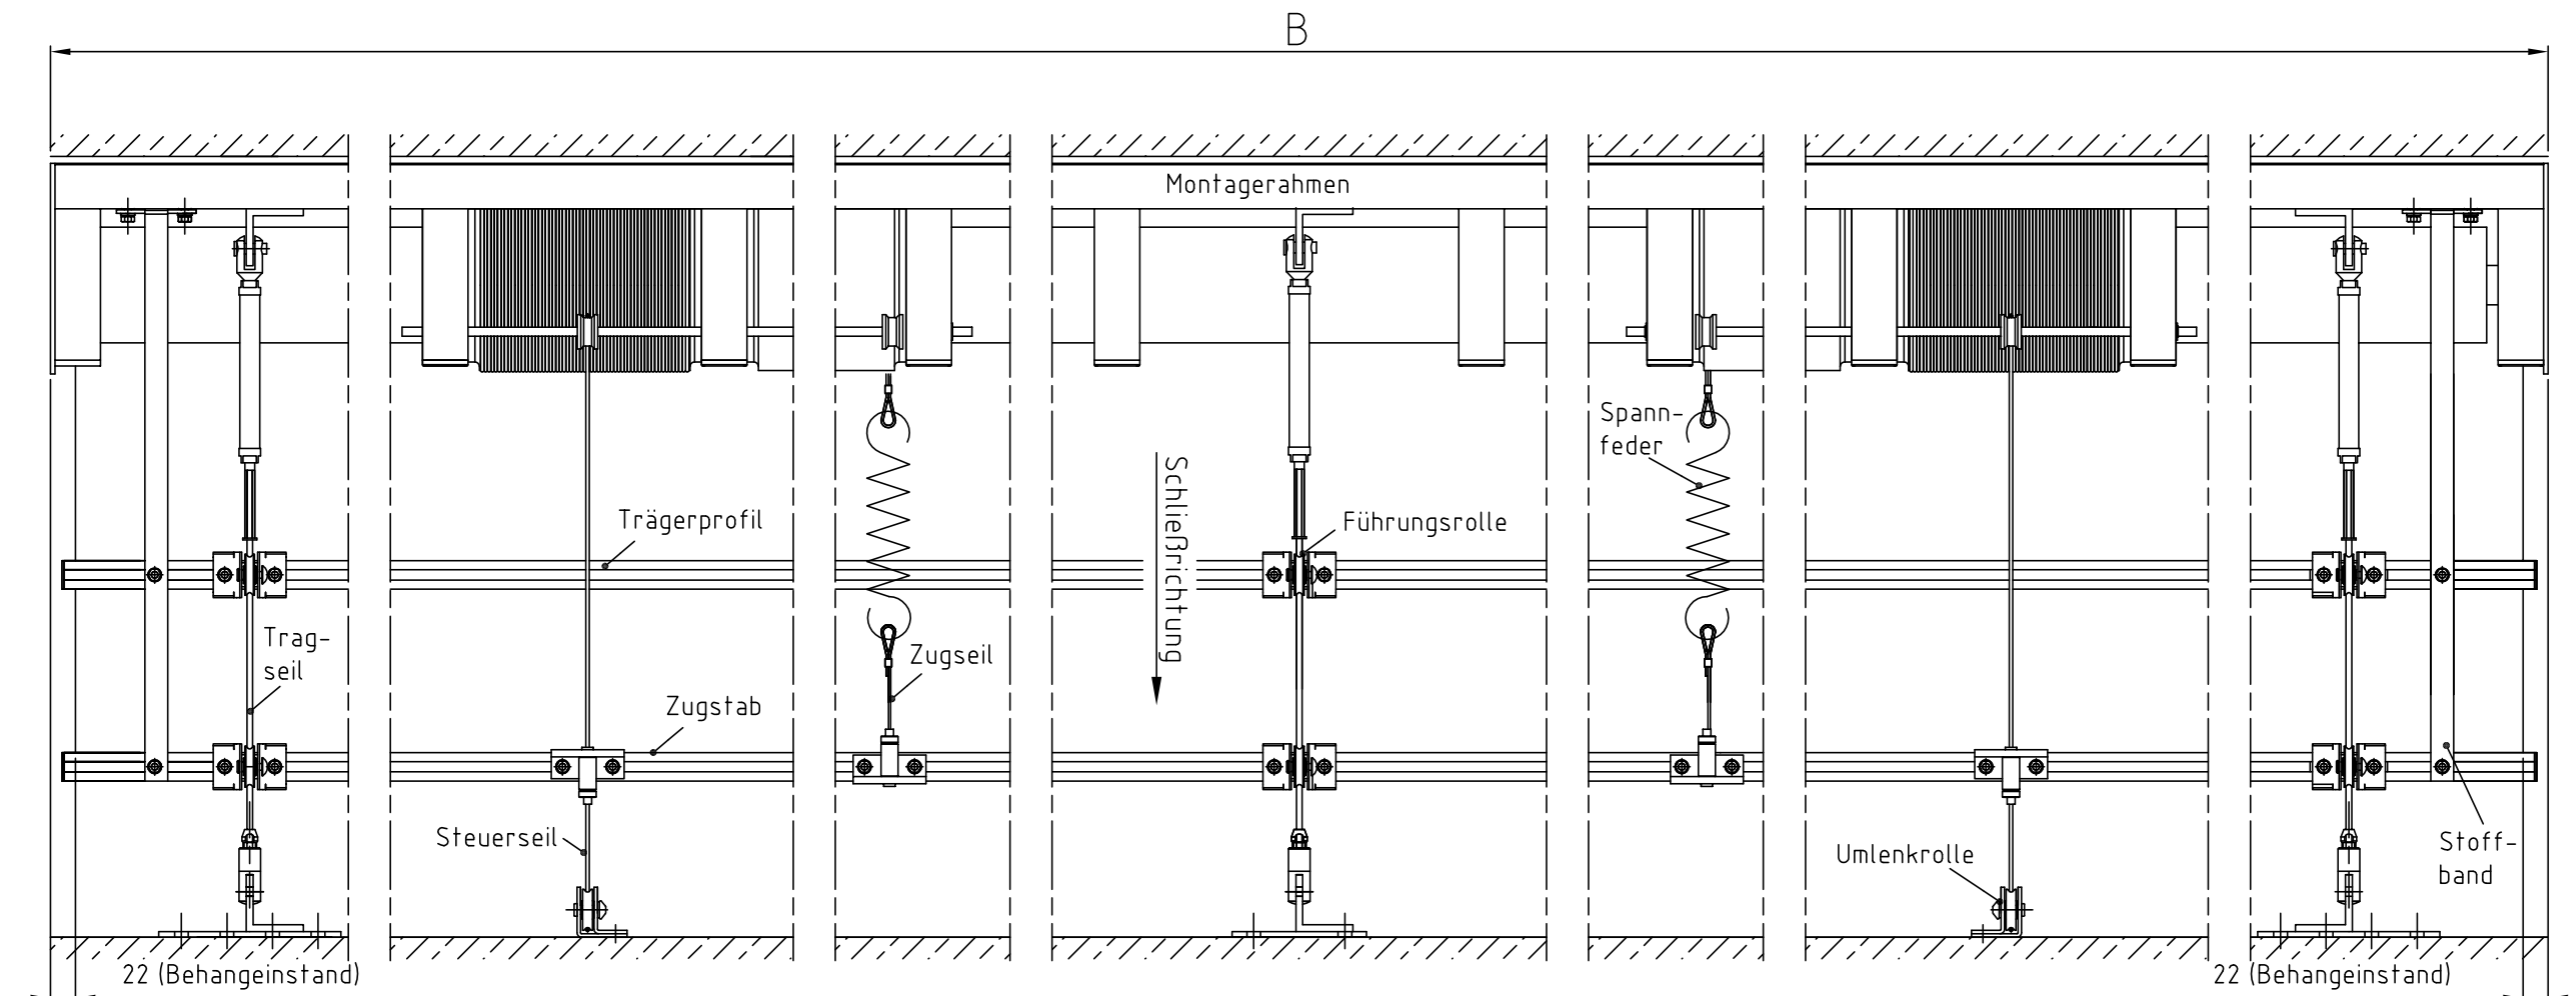 B
Montagerahmen
Spann-
feder
Schließrichtung
Trägerprofil
Führungsrolle
Trag-
seil
Zugseil
Zugstab
Steuerseil
Umlenkrolle
Stoff-
band
22 (Behangeinstand)
22 (Behangeinstand)